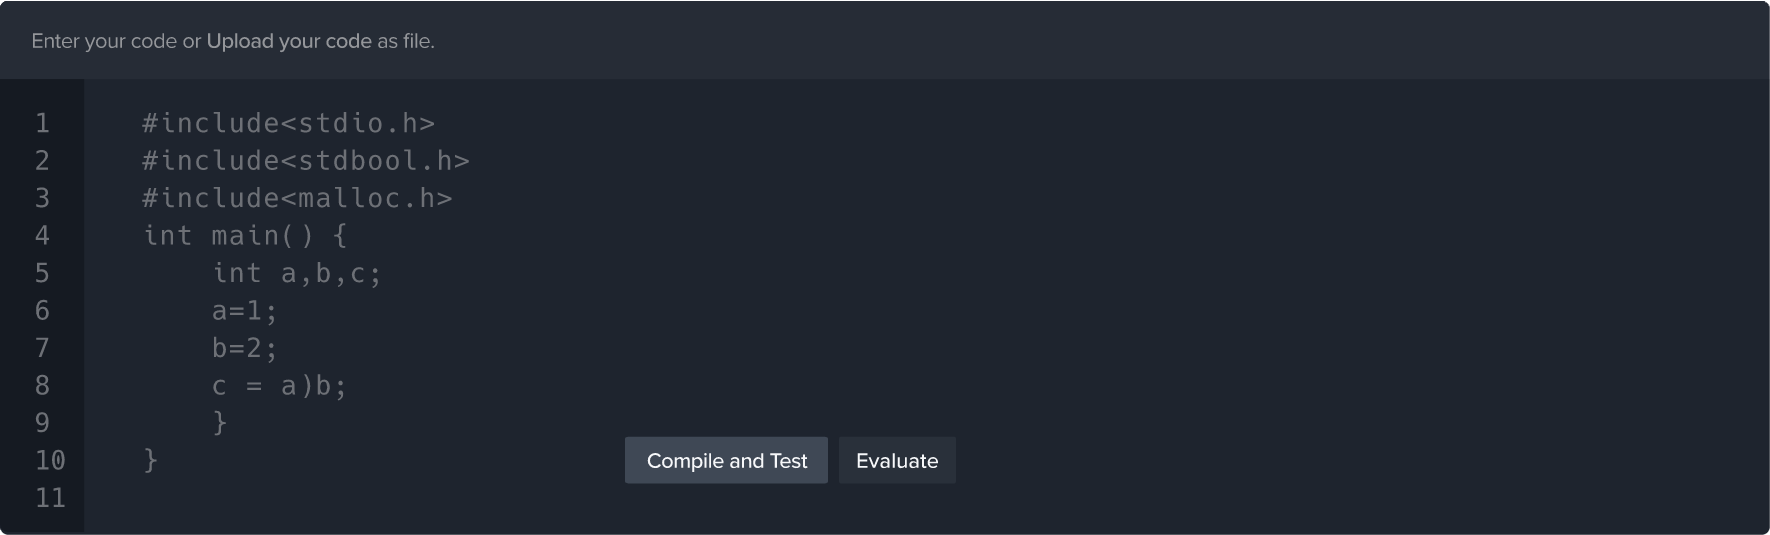 Enter your code or Upload your code as file.
1 #include<stdio.h>
2 #include<stdbool.h>
3 #include<malloc.h>
4 int main() {
5 int a,b,c;
6 a=1;
7 b=2;
8 c = a)b;
9 }
10 }
11
Compile and Test Evaluate